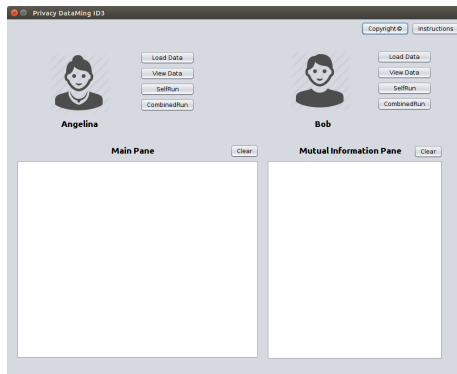 Privacy DataMing ID3
Copyright© Instructions
Load Data Load Data
View Data View Data
SelfRun SelfRun
CombinedRun CombinedRun
Angelina Bob
Main Pane Clear Mutual Information Pane Clear